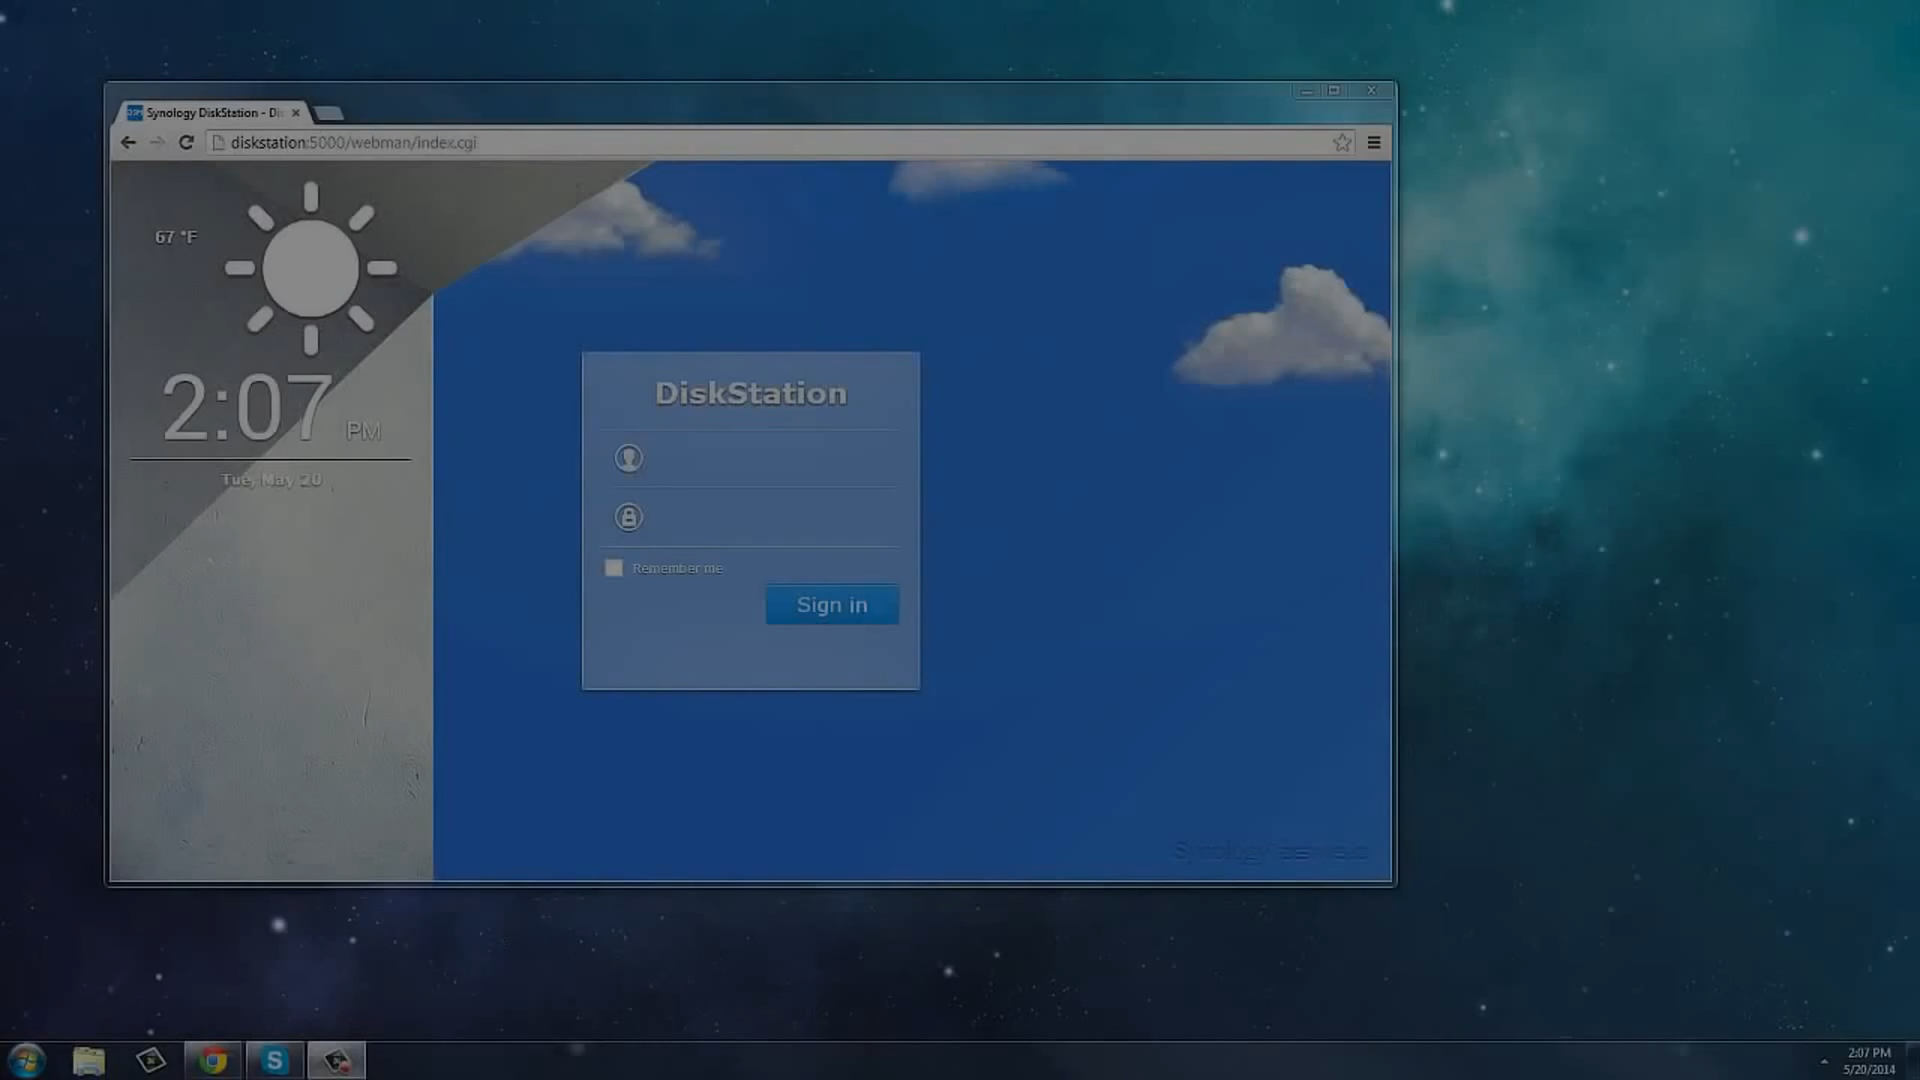 Synology DiskStation - Di
diskstation:5000/webman/index.cgi
67 °F
2:07 PM
Tue, May 20
DiskStation
Remember me
Sign in
Synology
2:07 PM
5/20/2014